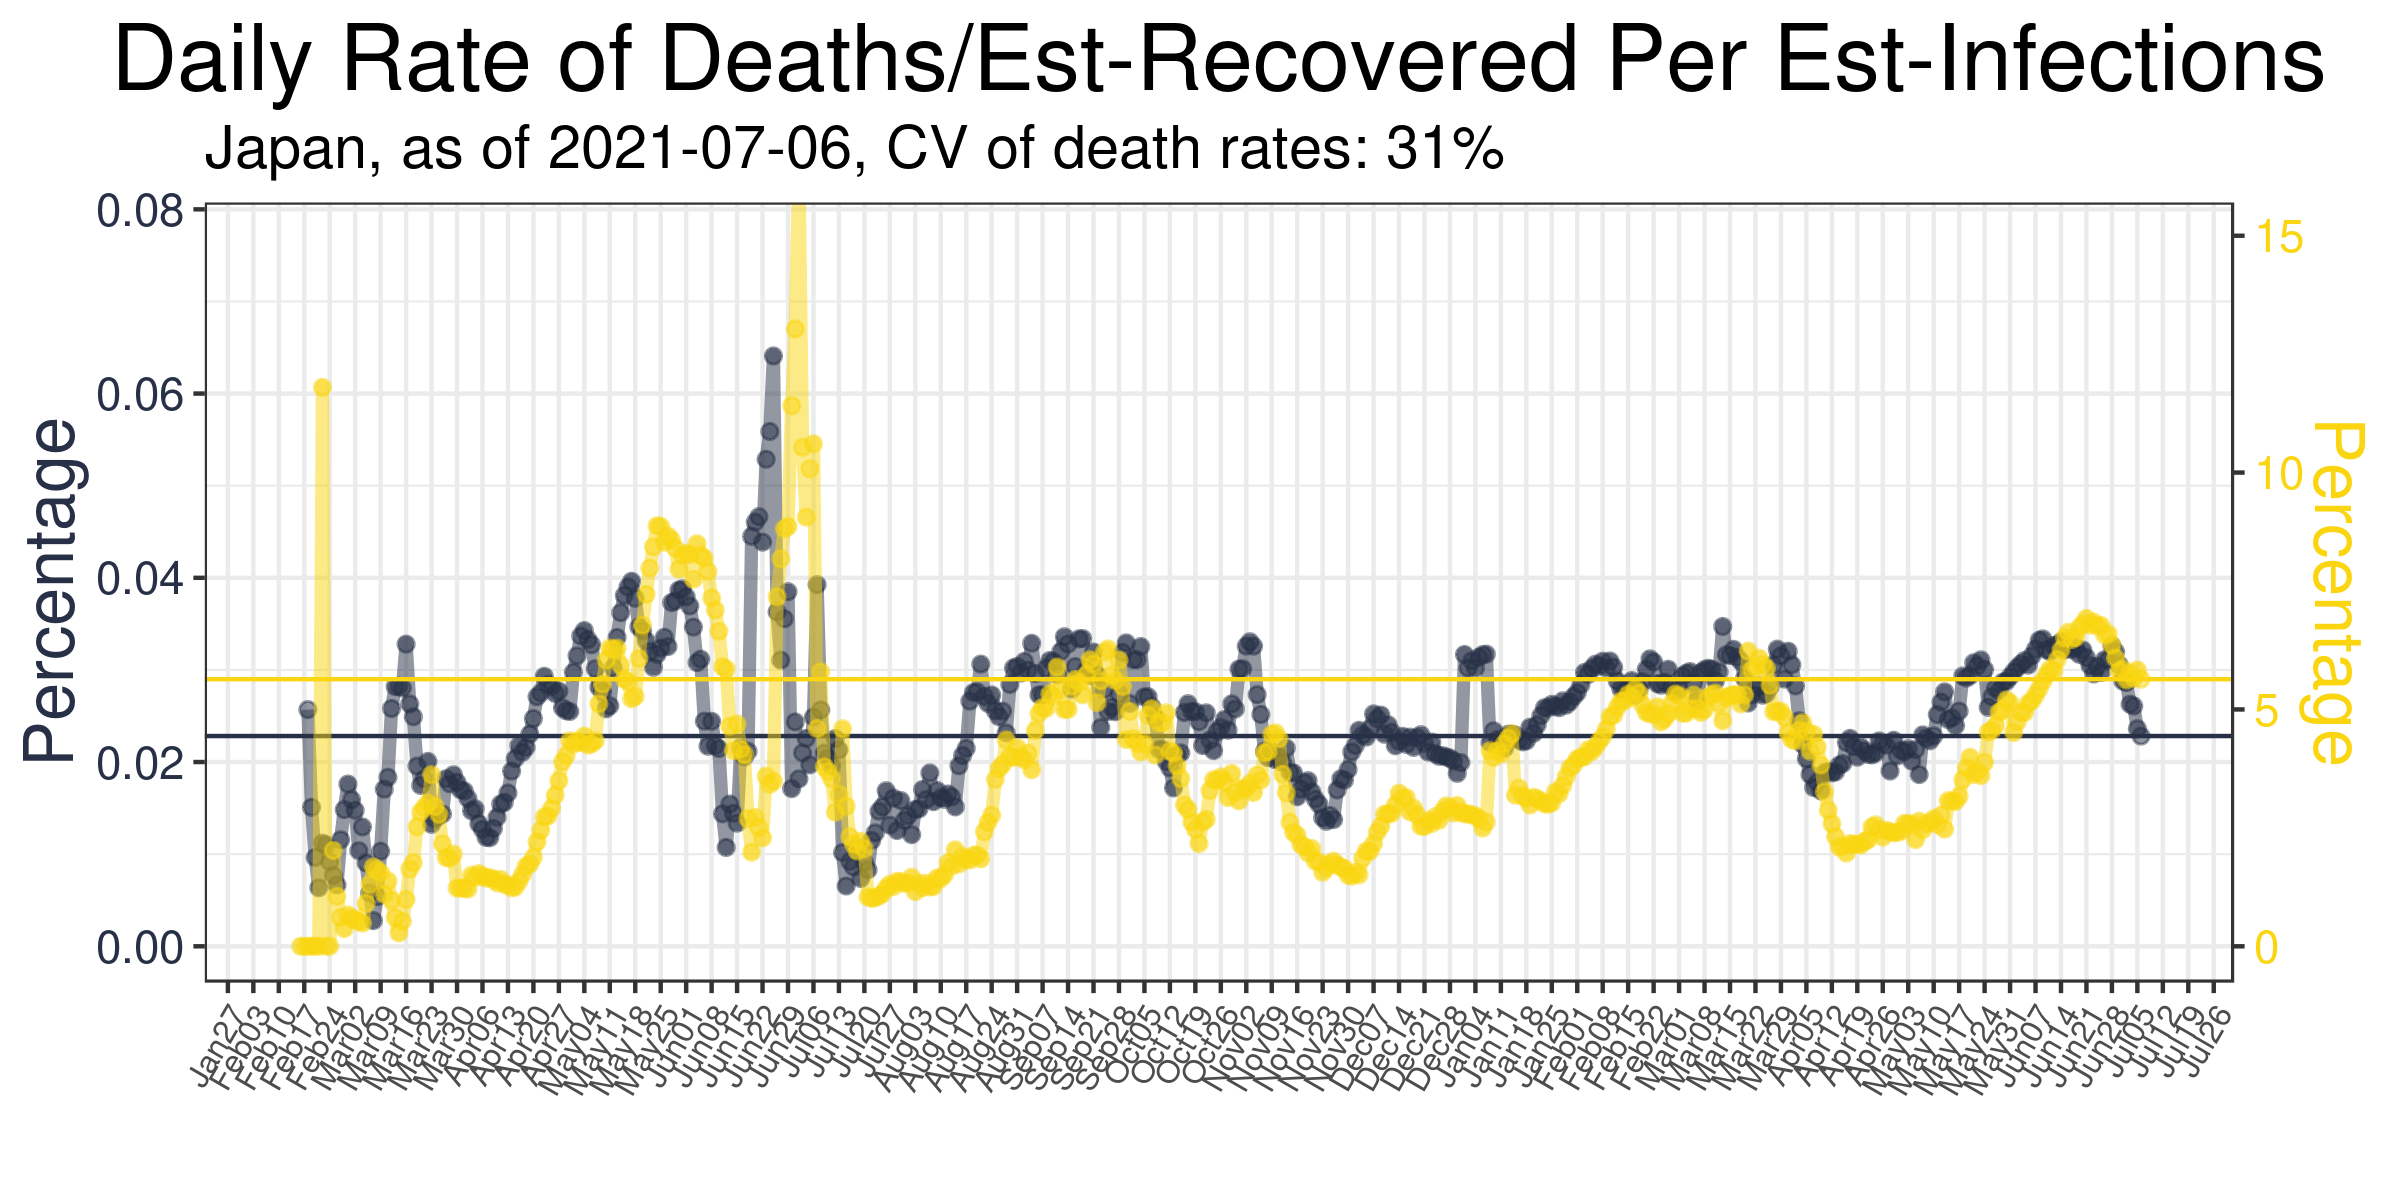 Daily Rate of Deaths/Est-Recovered Per Est-Infections
Japan, as of 2021-07-06, CV of death rates: 31%
Percentage
0.08
0.06
0.04
0.02
0.00
15
10
5
0
Percentage
Jan27
Feb03
Feb10
Feb17
Feb24
Mar02
Mar09
Mar16
Mar23
Mar30
Apr06
Apr13
Apr20
Apr27
May04
May11
May18
May25
Jun01
Jun08
Jun15
Jun22
Jun29
Jul06
Jul13
Jul20
Jul27
Aug03
Aug10
Aug17
Aug24
Aug31
Sep07
Sep14
Sep21
Sep28
Oct05
Oct12
Oct19
Oct26
Nov02
Nov09
Nov16
Nov23
Nov30
Dec07
Dec14
Dec21
Dec28
Jan04
Jan11
Jan18
Jan25
Feb01
Feb08
Feb15
Feb22
Mar01
Mar08
Mar15
Mar22
Mar29
Apr05
Apr12
Apr19
Apr26
May03
May10
May17
May24
May31
Jun07
Jun14
Jun21
Jun28
Jul05
Jul12
Jul19
Jul26